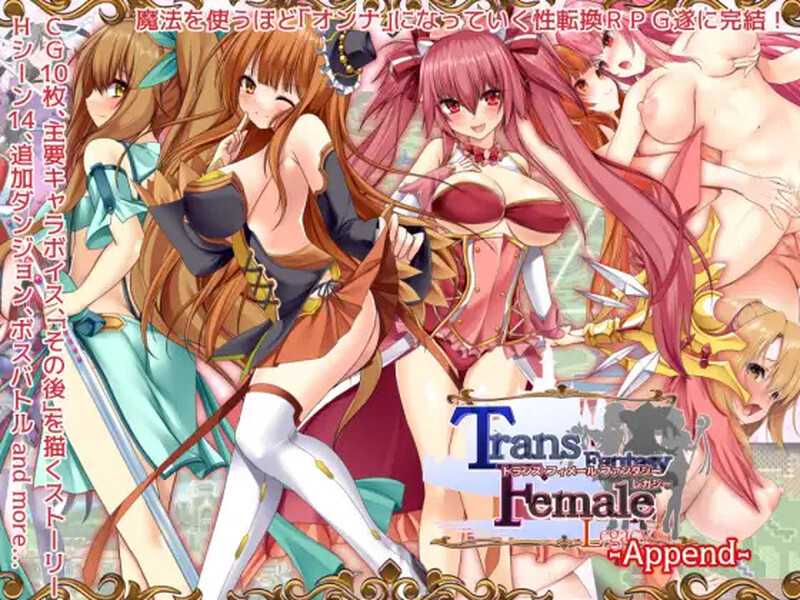 魔法を使うほど「オンナ」になっていく性転換RPG遂に完結！
CG10枚、主要キャラボイス、「その後」を描くストーリー
Hシーン14、追加ダンジョン、ボスバトル and more...
Trans
Fantasy
トランス・フィメール・ファンタジー
レガシー
Female
Legacy
-Append-